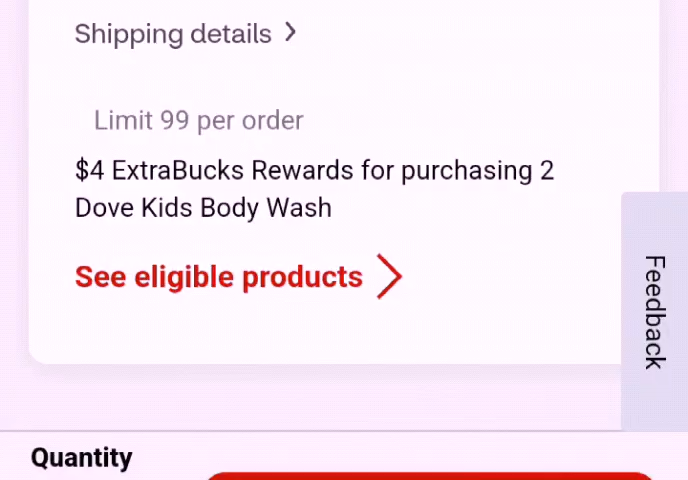 Shipping details
Limit 99 per order
$4 ExtraBucks Rewards for purchasing 2
Dove Kids Body Wash
See eligible products
Feedback
Quantity